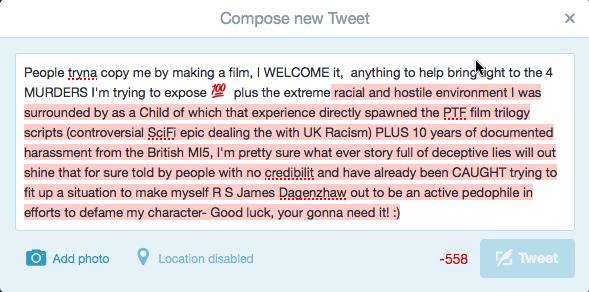 Compose new Tweet
People tryna copy me by making a film, I WELCOME it,  anything to help bring light to the 4
MURDERS I'm trying to expose 💯  plus the extreme racial and hostile environment I was
surrounded by as a Child of which that experience directly spawned the PTF film trilogy
scripts (controversial SciFi epic dealing the with UK Racism) PLUS 10 years of documented
harassment from the British MI5, I'm pretty sure what ever story full of deceptive lies will out
shine that for sure told by people with no credibilit and have already been CAUGHT trying to
fit up a situation to make myself R S James Dagenzhaw out to be an active pedophile in
efforts to defame my character- Good luck, your gonna need it! :)
Add photo Location disabled -558 Tweet